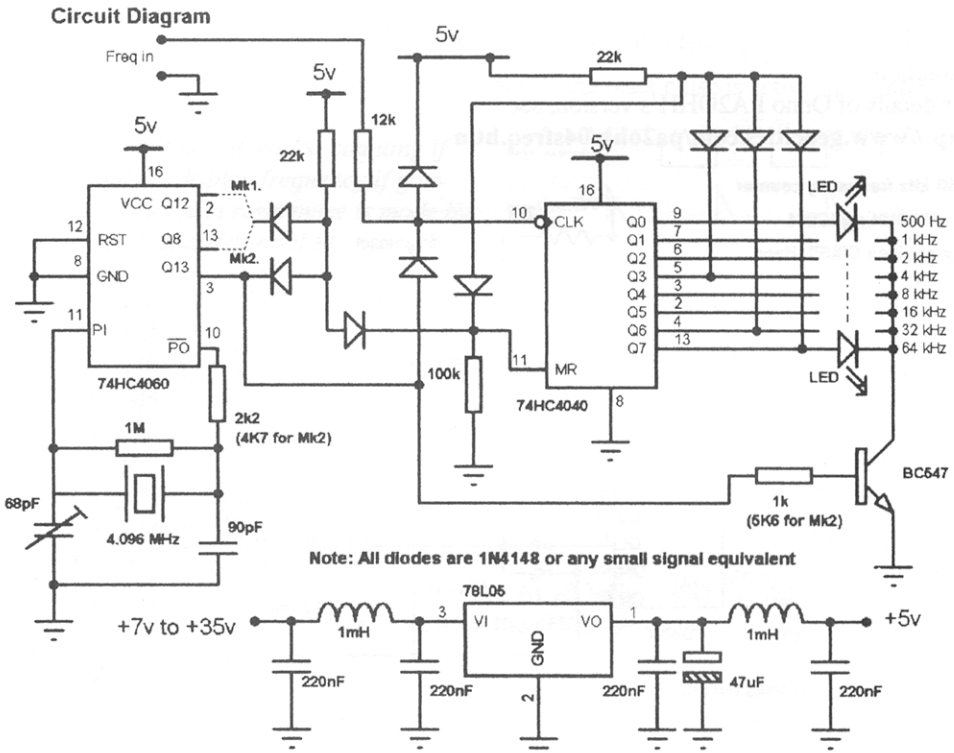 Circuit Diagram
Freq in
5v
5v
22k
12k
22k
5v
5v
16
VCC
Q12
2
Mk1.
12
RST
Q8
13
Mk2.
8
GND
Q13
3
11
PI
10
PO
74HC4060
2k2
(4K7 for Mk2)
1M
68pF
4.096 MHz
90pF
100k
16
10
CLK
Q0
9
Q1
7
Q2
6
Q3
5
Q4
3
Q5
2
Q6
4
Q7
13
11
MR
74HC4040
8
LED
500 Hz
1 kHz
2 kHz
4 kHz
8 kHz
16 kHz
32 kHz
64 kHz
LED
BC547
1k
(5K6 for Mk2)
Note: All diodes are 1N4148 or any small signal equivalent
78L05
+7v to +35v
1mH
3
VI
VO
1
GND
2
1mH
+5v
220nF
220nF
220nF
47uF
220nF